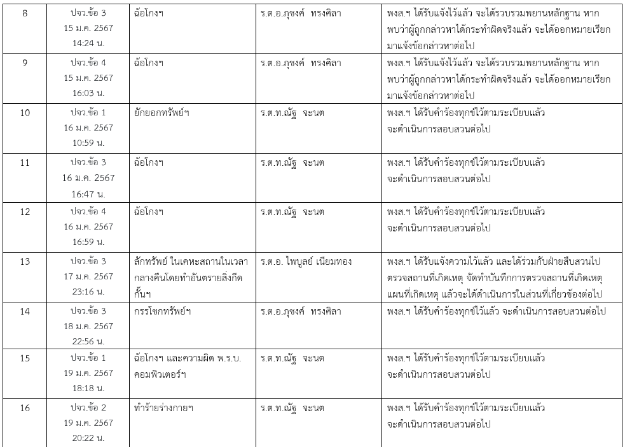 8 ปจว.ข้อ 3 ฉ้อโกงฯ ร.ต.อ.ภุชงค์ ทรงศิลา พงส.ฯ ได้รับแจ้งไว้แล้ว จะได้รวบรวมพยานหลักฐาน หาก
15 ม.ค. 2567 พบว่าผู้ถูกกล่าวหาได้กระทำผิดจริงแล้ว จะได้ออกหมายเรียก
14:24 น. มาแจ้งข้อกล่าวหาต่อไป
9 ปจว.ข้อ 4 ฉ้อโกงฯ ร.ต.อ.ภุชงค์ ทรงศิลา พงส.ฯ ได้รับแจ้งไว้แล้ว จะได้รวบรวมพยานหลักฐาน หาก
15 ม.ค. 2567 พบว่าผู้ถูกกล่าวหาได้กระทำผิดจริงแล้ว จะได้ออกหมายเรียก
16:03 น. มาแจ้งข้อกล่าวหาต่อไป
10 ปจว.ข้อ 1 ยักยอกทรัพย์ฯ ร.ต.ท.ณัฐ จะนต พงส.ฯ ได้รับคำร้องทุกข์ไว้ตามระเบียบแล้ว
16 ม.ค. 2567 จะดำเนินการสอบสวนต่อไป
10:59 น.
11 ปจว.ข้อ 3 ฉ้อโกงฯ ร.ต.ท.ณัฐ จะนต พงส.ฯ ได้รับคำร้องทุกข์ไว้ตามระเบียบแล้ว
16 ม.ค. 2567 จะดำเนินการสอบสวนต่อไป
16:47 น.
12 ปจว.ข้อ 4 ฉ้อโกงฯ ร.ต.ท.ณัฐ จะนต พงส.ฯ ได้รับคำร้องทุกข์ไว้ตามระเบียบแล้ว
16 ม.ค. 2567 จะดำเนินการสอบสวนต่อไป
16:59 น.
13 ปจว.ข้อ 3 ลักทรัพย์ ในเคหะสถานในเวลา ร.ต.อ. ไพบูลย์ เนียมทอง พงส.ฯ ได้รับแจ้งความไว้แล้ว และได้ร่วมกับฝ่ายสืบสวนไป
17 ม.ค. 2567 กลางคืนโดยทำอันตรายสิ่งกีด ตรวจสถานที่เกิดเหตุ จัดทำบันทึกการตรวจสถานที่เกิดเหตุ
23:16 น. กั้นฯ แผนที่เกิดเหตุ แล้วจะได้ดำเนินการในส่วนที่เกี่ยวข้องต่อไป
14 ปจว.ข้อ 3 กรรโชกทรัพย์ฯ ร.ต.อ.ภุชงค์ ทรงศิลา พงส.ฯ ได้รับคำร้องทุกข์ไว้แล้ว จะดำเนินการสอบสวนต่อไป
18 ม.ค. 2567
22:56 น.
15 ปจว.ข้อ 1 ฉ้อโกงฯ และความผิด พ.ร.บ. ร.ต.ท.ณัฐ จะนต พงส.ฯ ได้รับคำร้องทุกข์ไว้ตามระเบียบแล้ว
19 ม.ค. 2567 คอมพิวเตอร์ฯ จะดำเนินการสอบสวนต่อไป
18:18 น.
16 ปจว.ข้อ 2 ทำร้ายร่างกายฯ ร.ต.ท.ณัฐ จะนต พงส.ฯ ได้รับคำร้องทุกข์ไว้ตามระเบียบแล้ว
19 ม.ค. 2567 จะดำเนินการสอบสวนต่อไป
20:22 น.